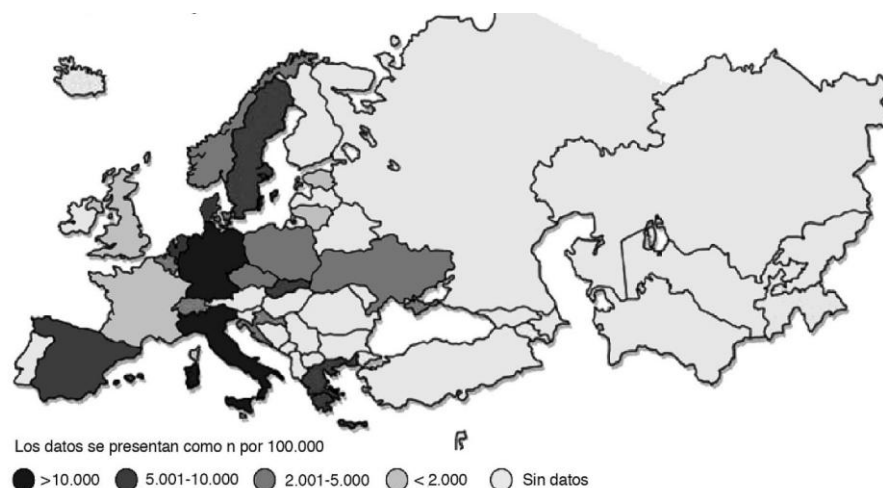 Los datos se presentan como n por 100.000
>10.000 5.001-10.000 2.001-5.000 < 2.000 Sin datos